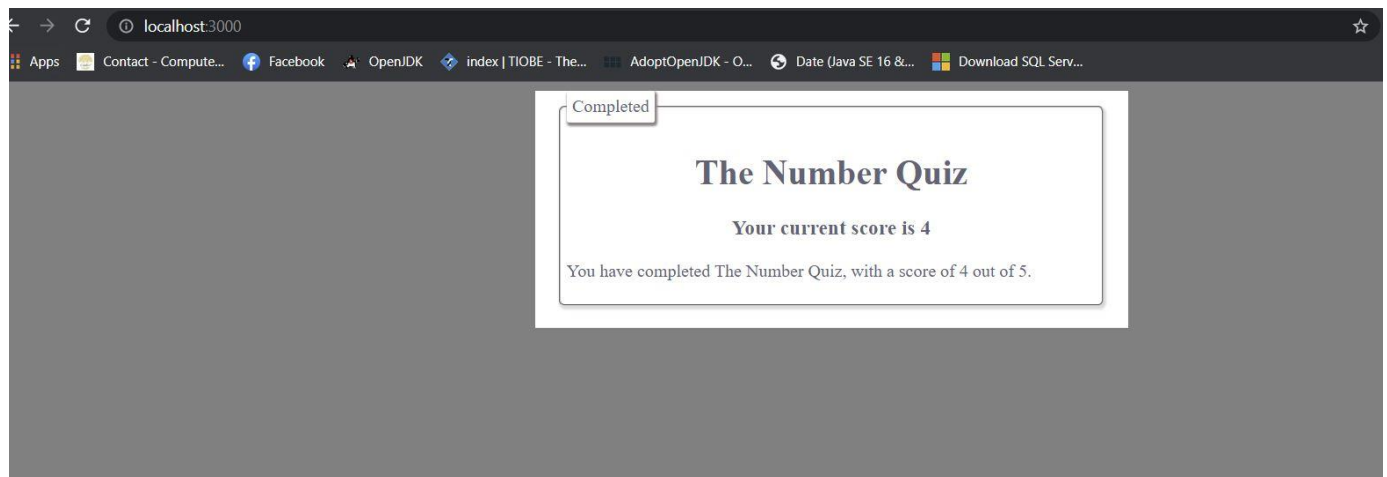 localhost:3000
Apps Contact - Compute... Facebook OpenJDK index | TIOBE - The... AdoptOpenJDK - O... Date (Java SE 16 &... Download SQL Serv...
Completed
The Number Quiz
Your current score is 4
You have completed The Number Quiz, with a score of 4 out of 5.